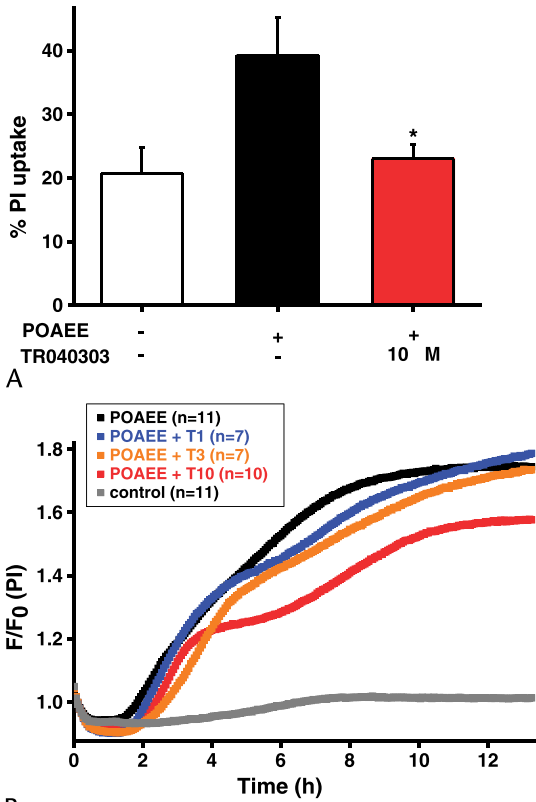 40
30
20
10
0
% PI uptake
*
POAEE - + +
TR040303 - - 10 M
A
POAEE (n=11)
POAEE + T1 (n=7)
POAEE + T3 (n=7)
POAEE + T10 (n=10)
control (n=11)
1.8
1.6
1.4
1.2
1.0
F/F0 (PI)
0 2 4 6 8 10 12
Time (h)